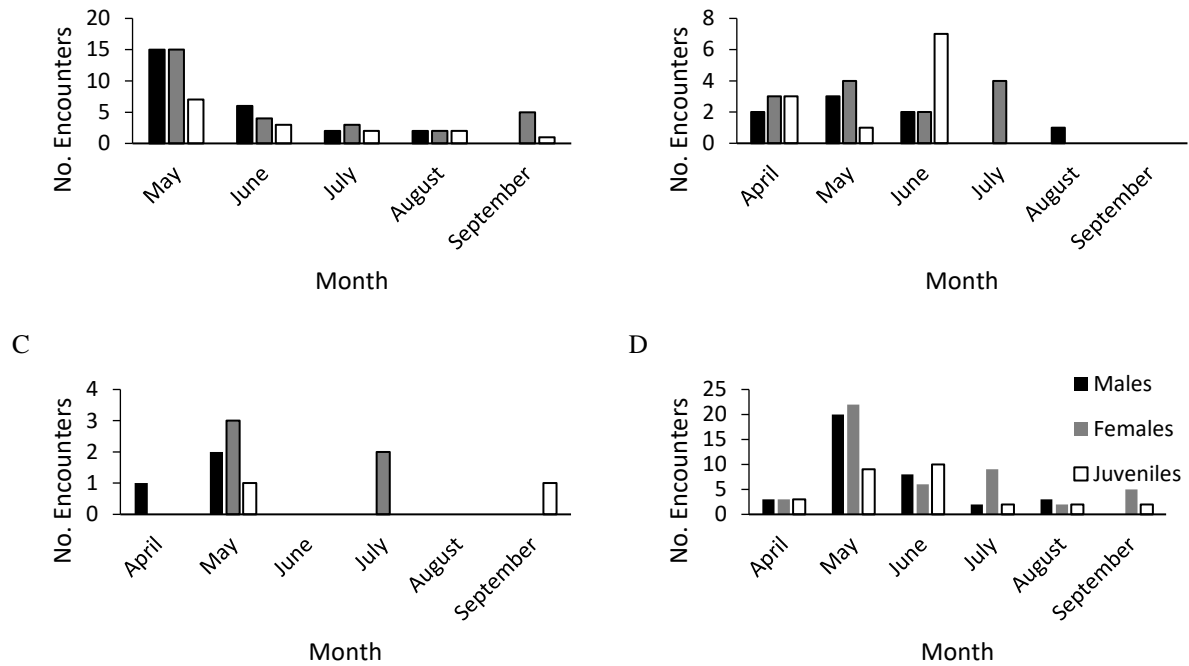 No. Encounters
20
15
10
5
0
May
June
July
August
September
Month
No. Encounters
8
6
4
2
0
April
May
June
July
August
September
Month
C
No. Encounters
4
3
2
1
0
April
May
June
July
August
September
Month
D
No. Encounters
25
20
15
10
5
0
April
May
June
July
August
September
Month
Males
Females
Juveniles